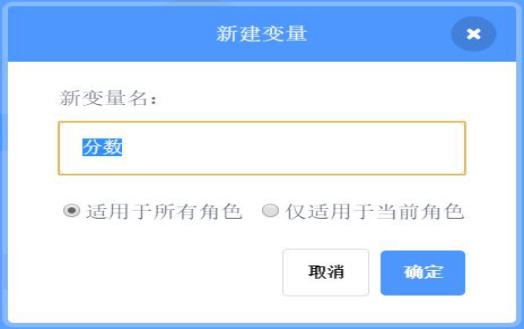 新建变量
新变量名：
分数
适用于所有角色 仅适用于当前角色
取消 确定